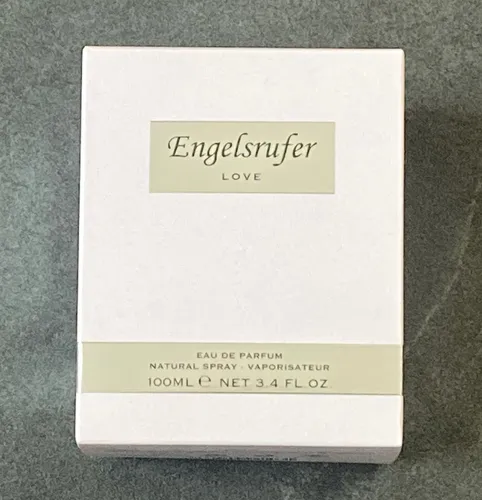 Engelsrufer
LOVE
EAU DE PARFUM
NATURAL SPRAY · VAPORISATEUR
100ML ℮ NET 3.4 FL.OZ.